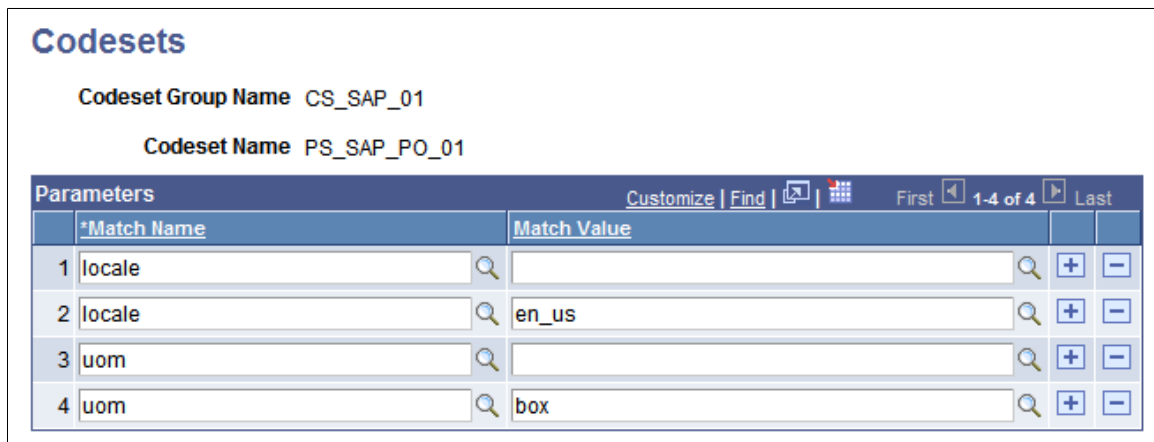 Codesets
Codeset Group Name CS_SAP_01
Codeset Name PS_SAP_PO_01
Parameters Customize | Find | | First 1-4 of 4 Last
*Match Name Match Value
1 locale
2 locale en_us
3 uom
4 uom box